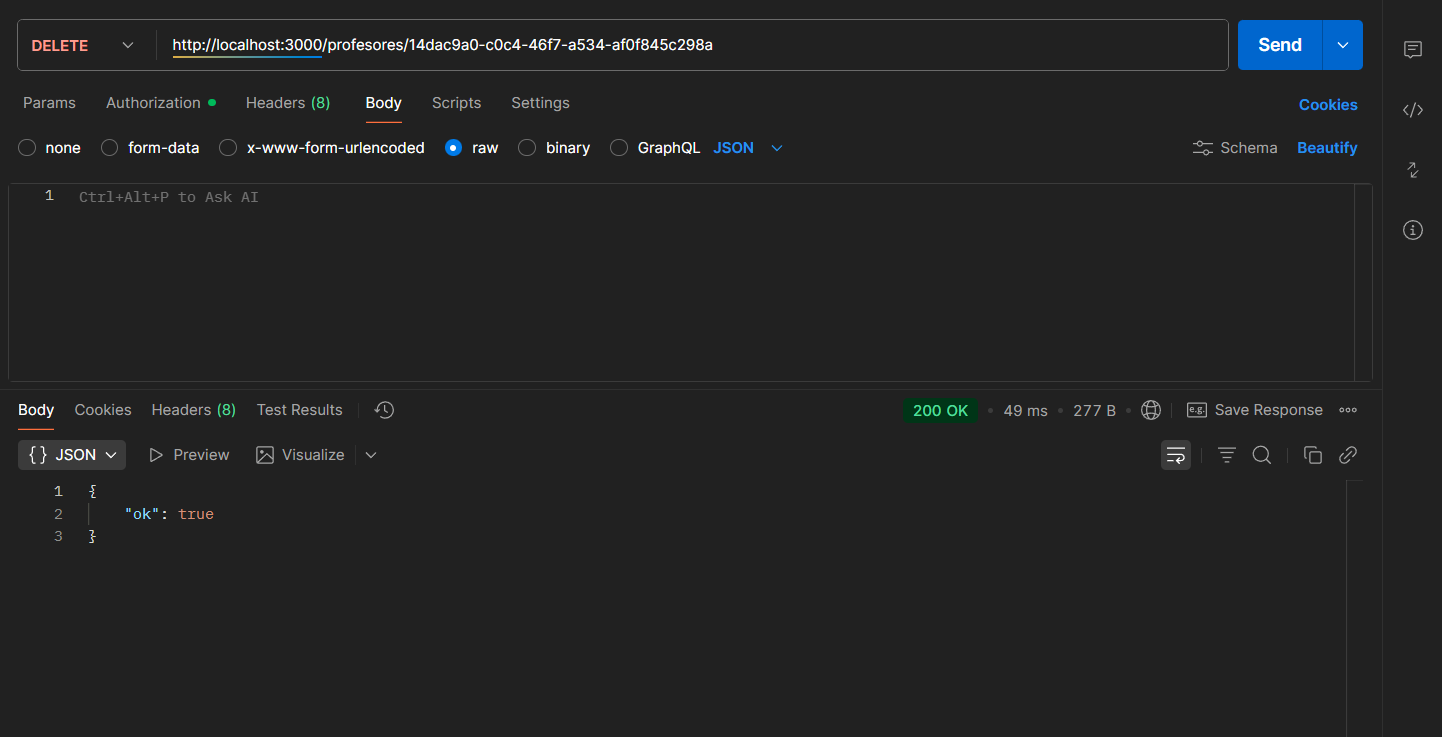 DELETE http://localhost:3000/profesores/14dac9a0-c0c4-46f7-a534-af0f845c298a Send
Params Authorization Headers (8) Body Scripts Settings Cookies
none form-data x-www-form-urlencoded raw binary GraphQL JSON Schema Beautify
1 Ctrl+Alt+P to Ask AI
Body Cookies Headers (8) Test Results 200 OK • 49 ms • 277 B • e.g. Save Response
{} JSON Preview Visualize
1 {
2 "ok": true
3 }